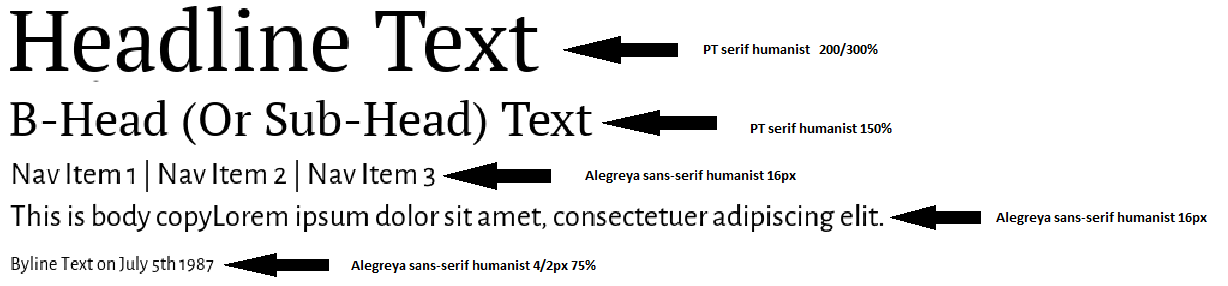 Headline Text
PT serif humanist 200/300%
B-Head (Or Sub-Head) Text
PT serif humanist 150%
Nav Item 1 | Nav Item 2 | Nav Item 3
Alegreya sans-serif humanist 16px
This is body copyLorem ipsum dolor sit amet, consectetuer adipiscing elit.
Alegreya sans-serif humanist 16px
Byline Text on July 5th 1987
Alegreya sans-serif humanist 4/2px 75%